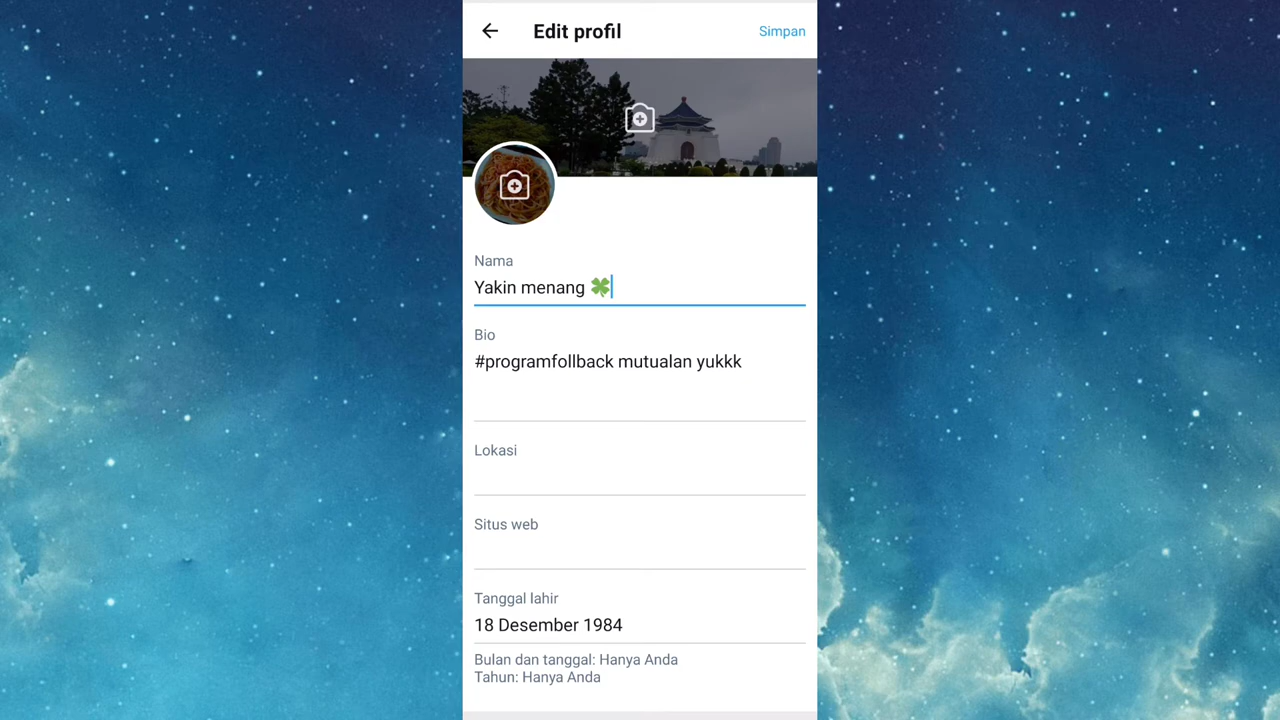 Edit profil
Simpan
Nama
Yakin menang 🍀
Bio
#programfollback mutualan yukkk
Lokasi
Situs web
Tanggal lahir
18 Desember 1984
Bulan dan tanggal: Hanya Anda
Tahun: Hanya Anda